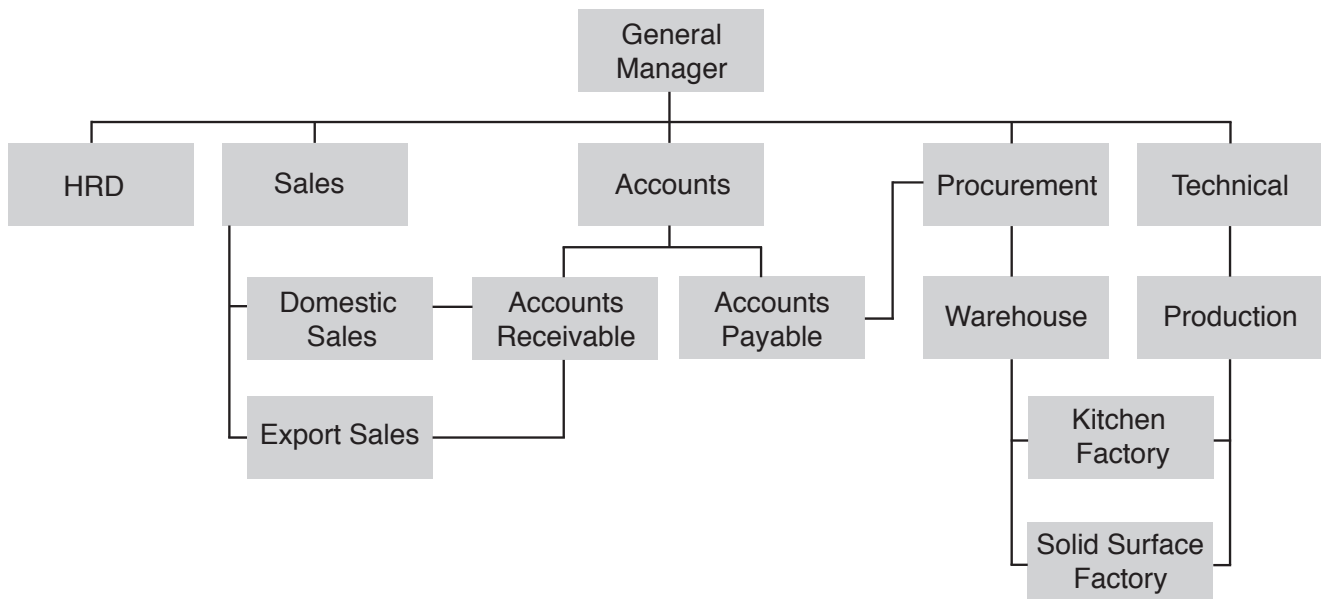 General
Manager
HRD
Sales
Accounts
Procurement
Technical
Domestic
Sales
Accounts
Receivable
Accounts
Payable
Warehouse
Production
Export Sales
Kitchen
Factory
Solid Surface
Factory